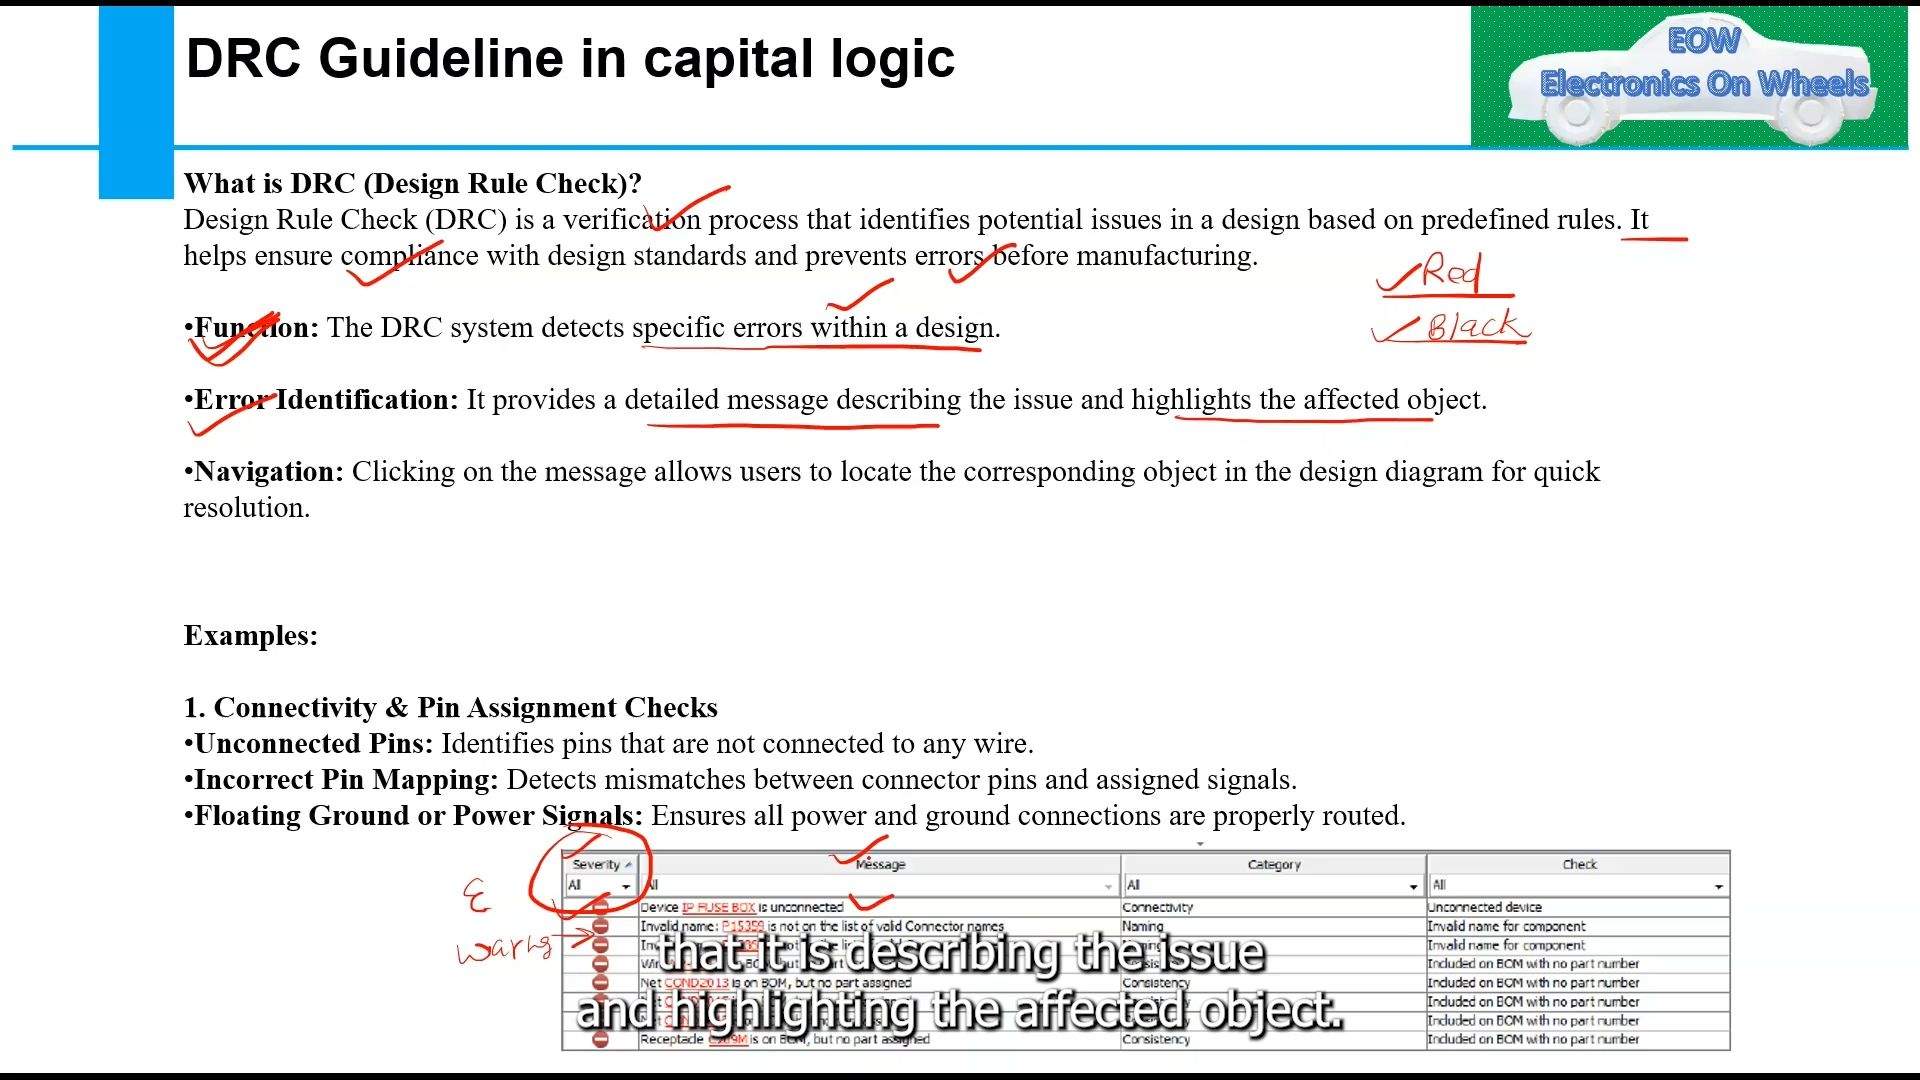 DRC Guideline in capital logic
EOW
Electronics On Wheels
What is DRC (Design Rule Check)?
Design Rule Check (DRC) is a verification process that identifies potential issues in a design based on predefined rules. It
helps ensure compliance with design standards and prevents errors before manufacturing.
Red
Black
•Function: The DRC system detects specific errors within a design.
•Error Identification: It provides a detailed message describing the issue and highlights the affected object.
•Navigation: Clicking on the message allows users to locate the corresponding object in the design diagram for quick
resolution.
Examples:
1. Connectivity & Pin Assignment Checks
•Unconnected Pins: Identifies pins that are not connected to any wire.
•Incorrect Pin Mapping: Detects mismatches between connector pins and assigned signals.
•Floating Ground or Power Signals: Ensures all power and ground connections are properly routed.
Severity Message Category Check
All All All All
Device IP FUSE BOX is unconnected Connectivity Unconnected device
Invalid name: P15359 is not on the list of valid Connector names Naming Invalid name for component
Invalid name for component
Included on BOM with no part number
Net COND2013 is on BOM, but no part assigned Consistency Included on BOM with no part number
Included on BOM with no part number
Included on BOM with no part number
Receptacle is on BOM, but no part assigned Consistency Included on BOM with no part number
that it is describing the issue
and highlighting the affected object.